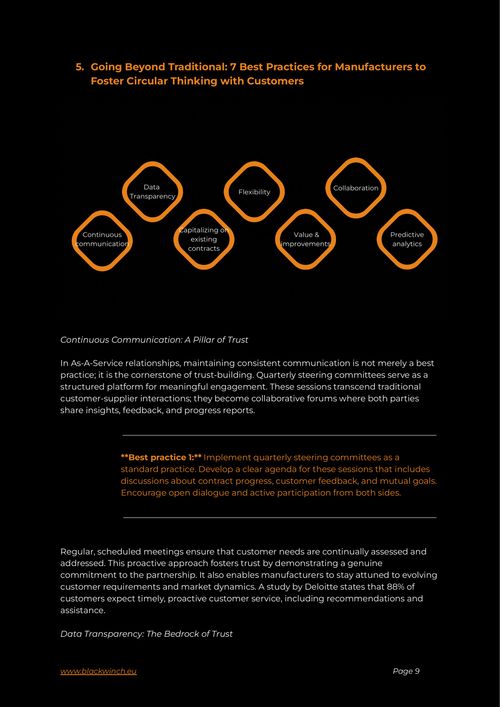 5. Going Beyond Traditional: 7 Best Practices for Manufacturers to
Foster Circular Thinking with Customers
Data
Transparency
Flexibility
Collaboration
Continuous
communication
Capitalizing on
existing
contracts
Value &
improvements
Predictive
analytics
Continuous Communication: A Pillar of Trust
In As-A-Service relationships, maintaining consistent communication is not merely a best
practice; it is the cornerstone of trust-building. Quarterly steering committees serve as a
structured platform for meaningful engagement. These sessions transcend traditional
customer-supplier interactions; they become collaborative forums where both parties
share insights, feedback, and progress reports.
**Best practice 1:** Implement quarterly steering committees as a
standard practice. Develop a clear agenda for these sessions that includes
discussions about contract progress, customer feedback, and mutual goals.
Encourage open dialogue and active participation from both sides.
Regular, scheduled meetings ensure that customer needs are continually assessed and
addressed. This proactive approach fosters trust by demonstrating a genuine
commitment to the partnership. It also enables manufacturers to stay attuned to evolving
customer requirements and market dynamics. A study by Deloitte states that 88% of
customers expect timely, proactive customer service, including recommendations and
assistance.
Data Transparency: The Bedrock of Trust
www.blackwinch.eu
Page 9